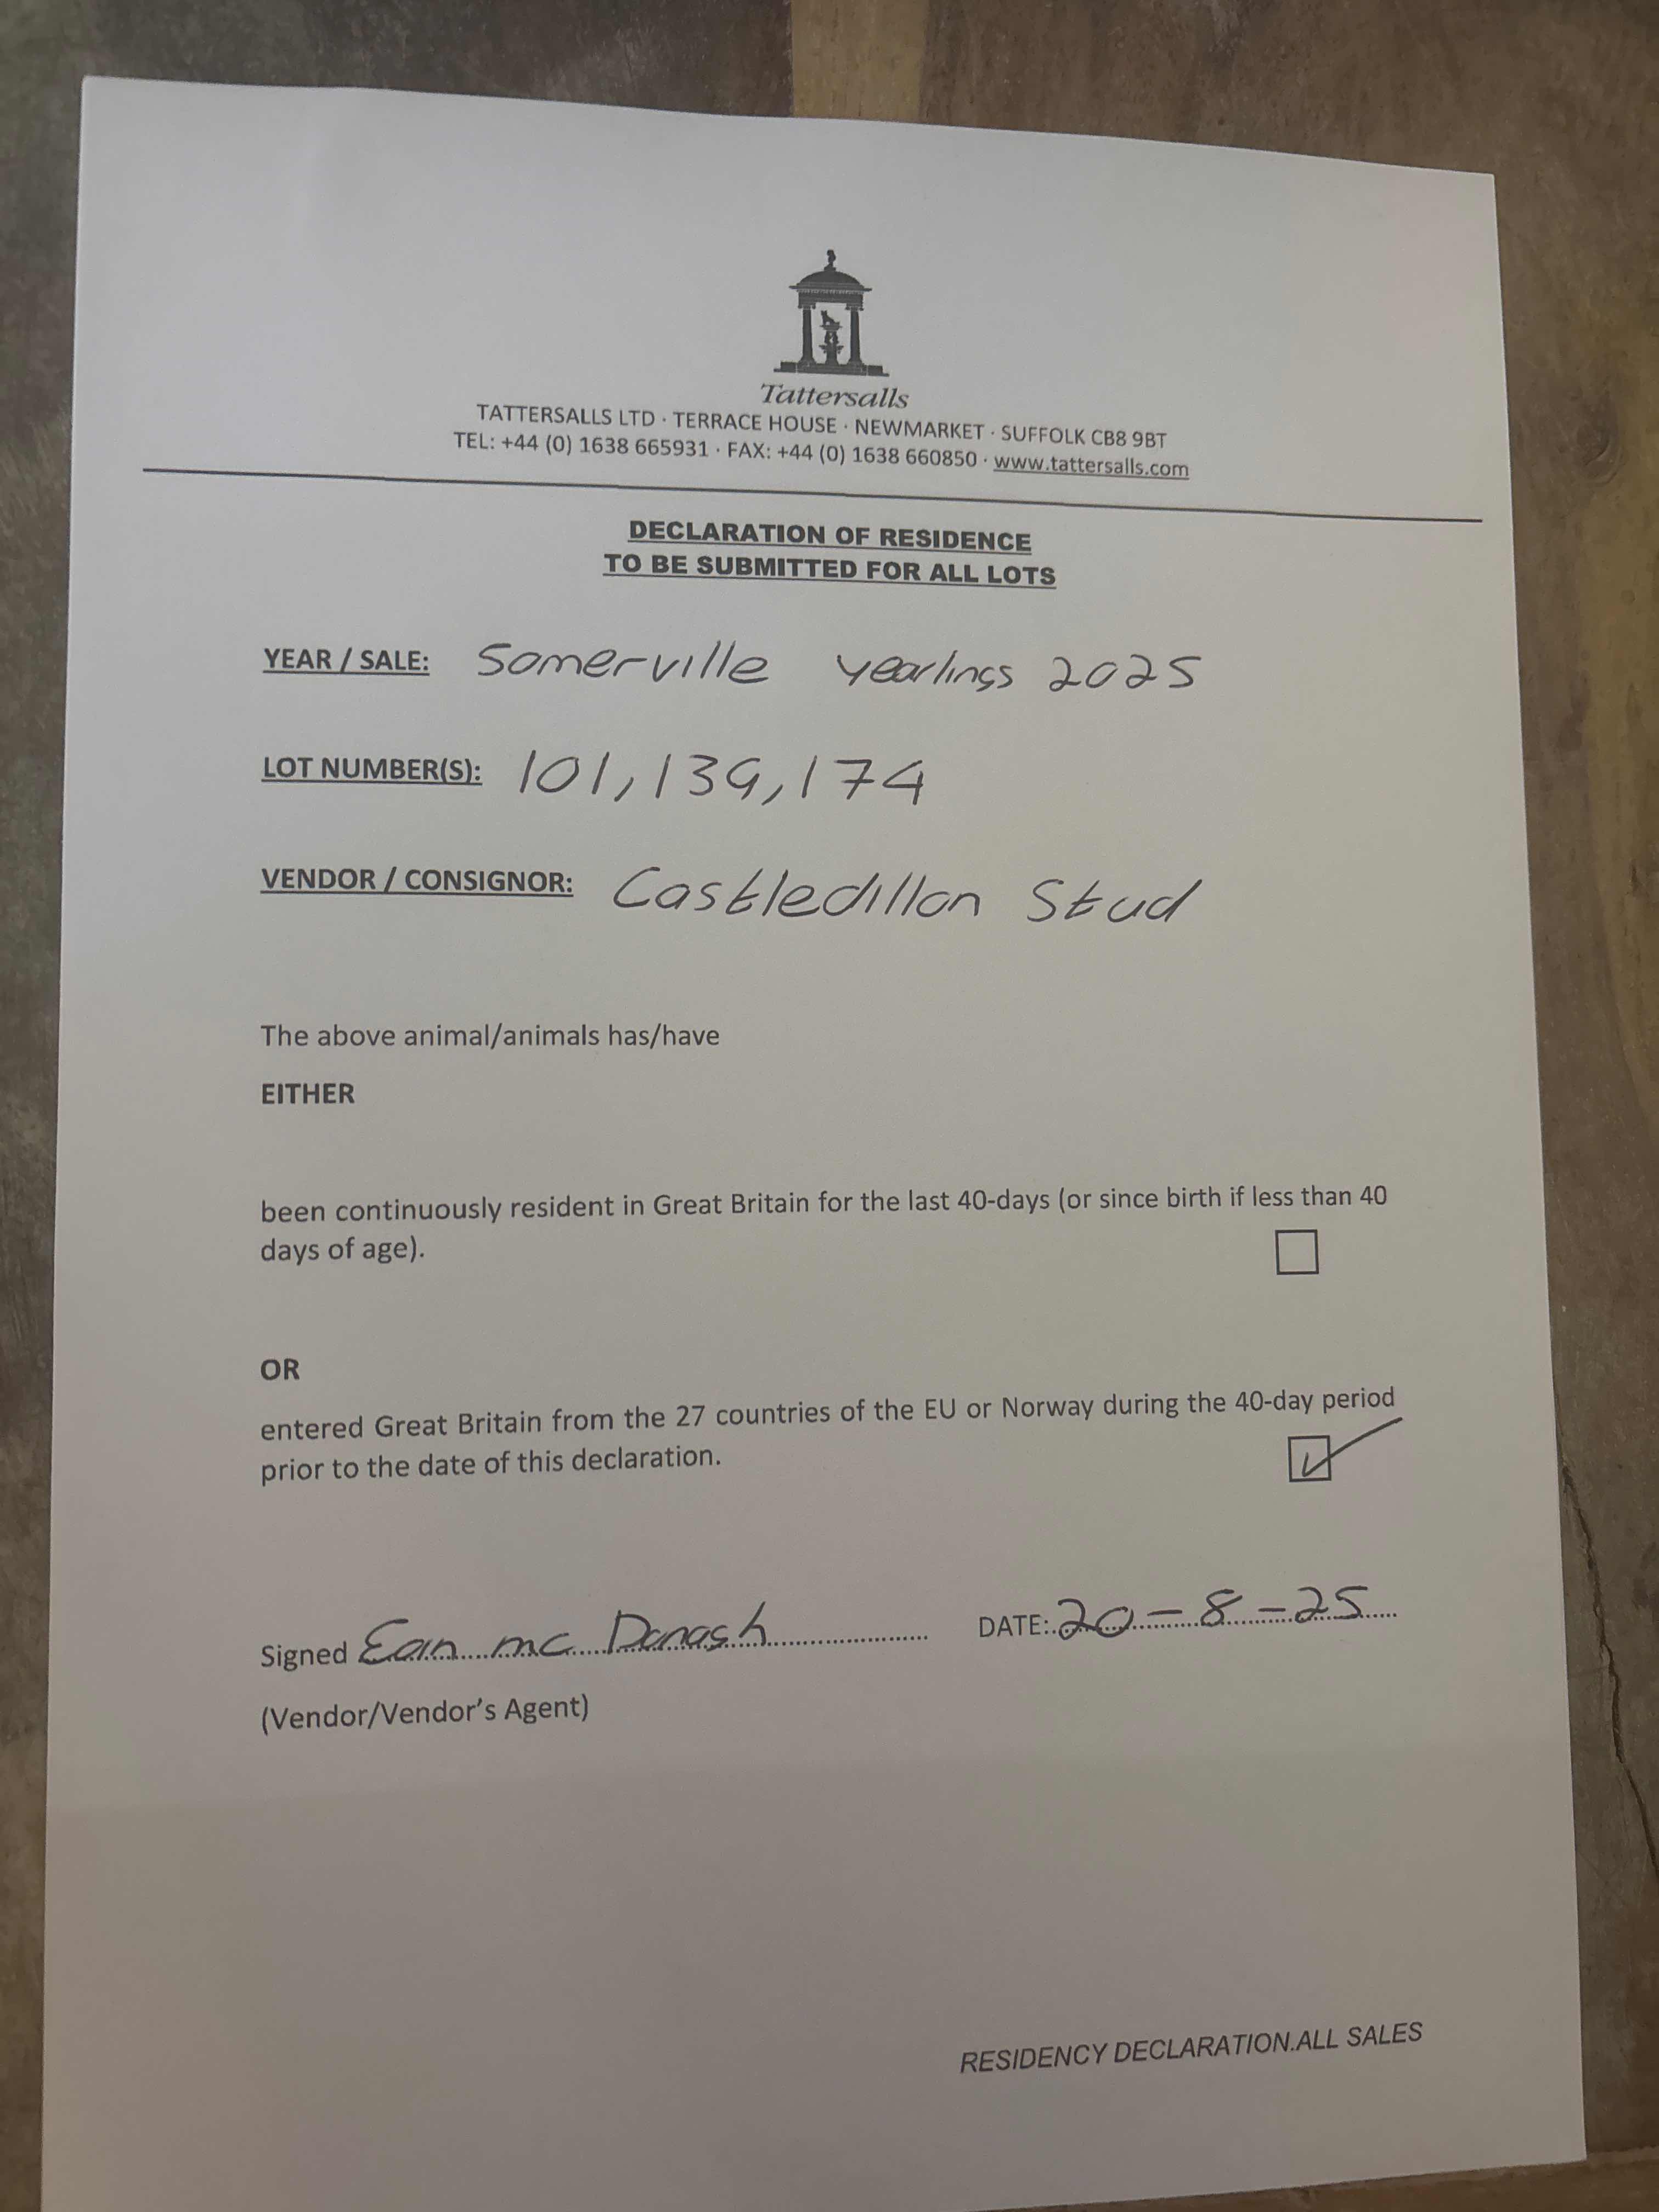 Tattersalls
TATTERSALLS LTD · TERRACE HOUSE · NEWMARKET · SUFFOLK CB8 9BT
TEL: +44 (0) 1638 665931 · FAX: +44 (0) 1638 660850 · www.tattersalls.com
DECLARATION OF RESIDENCE
TO BE SUBMITTED FOR ALL LOTS
YEAR / SALE: Somerville Yearlings 2025
LOT NUMBER(S): 101, 139, 174
VENDOR / CONSIGNOR: Castledillon Stud
The above animal/animals has/have
EITHER
been continuously resident in Great Britain for the last 40-days (or since birth if less than 40
days of age).
OR
entered Great Britain from the 27 countries of the EU or Norway during the 40-day period
prior to the date of this declaration.
Signed mc DATE: 20-8-25
(Vendor/Vendor's Agent)
RESIDENCY DECLARATION.ALL SALES